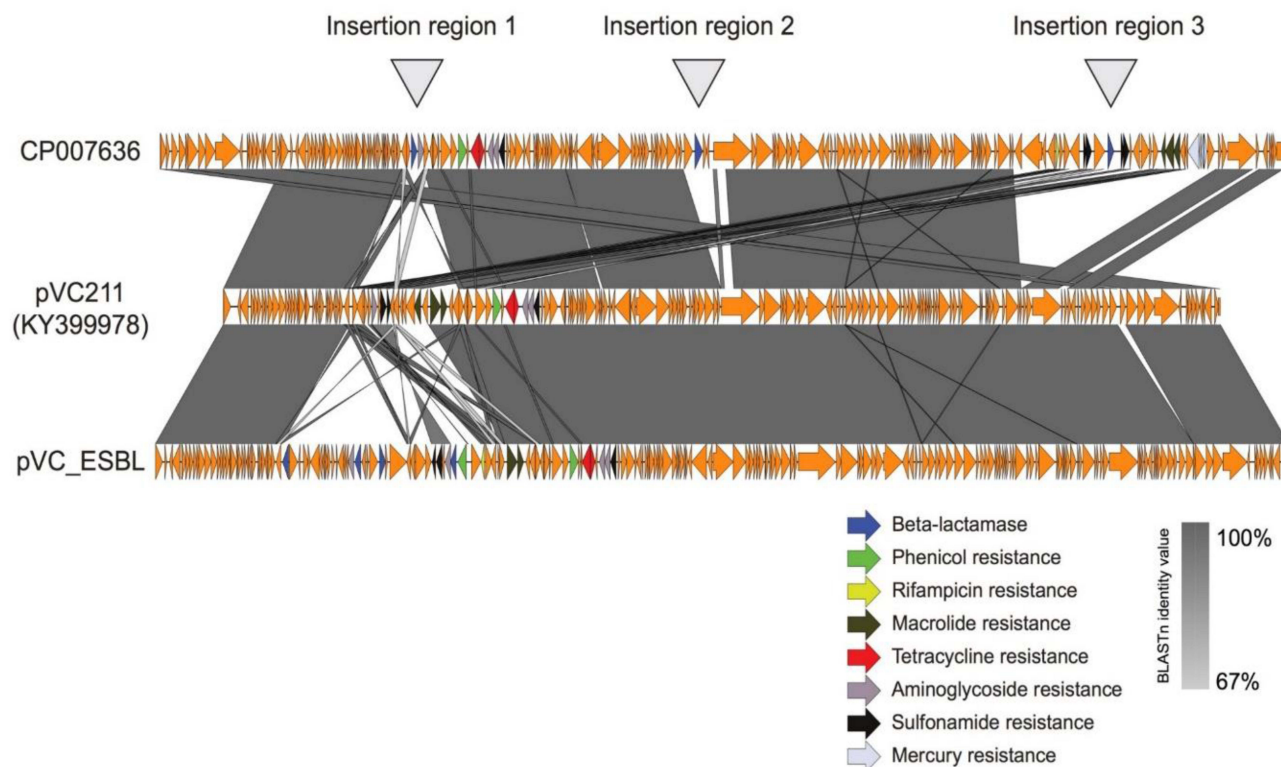 Insertion region 1
Insertion region 2
Insertion region 3
CP007636
pVC211
(KY399978)
pVC_ESBL
Beta-lactamase
Phenicol resistance
Rifampicin resistance
Macrolide resistance
Tetracycline resistance
Aminoglycoside resistance
Sulfonamide resistance
Mercury resistance
BLASTn identity value
100%
67%